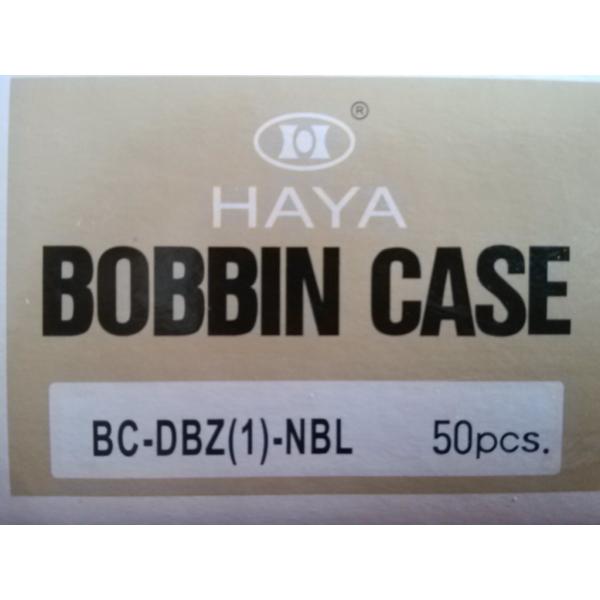 ®
HAYA
BOBBIN CASE
BC-DBZ(1)-NBL 50pcs.